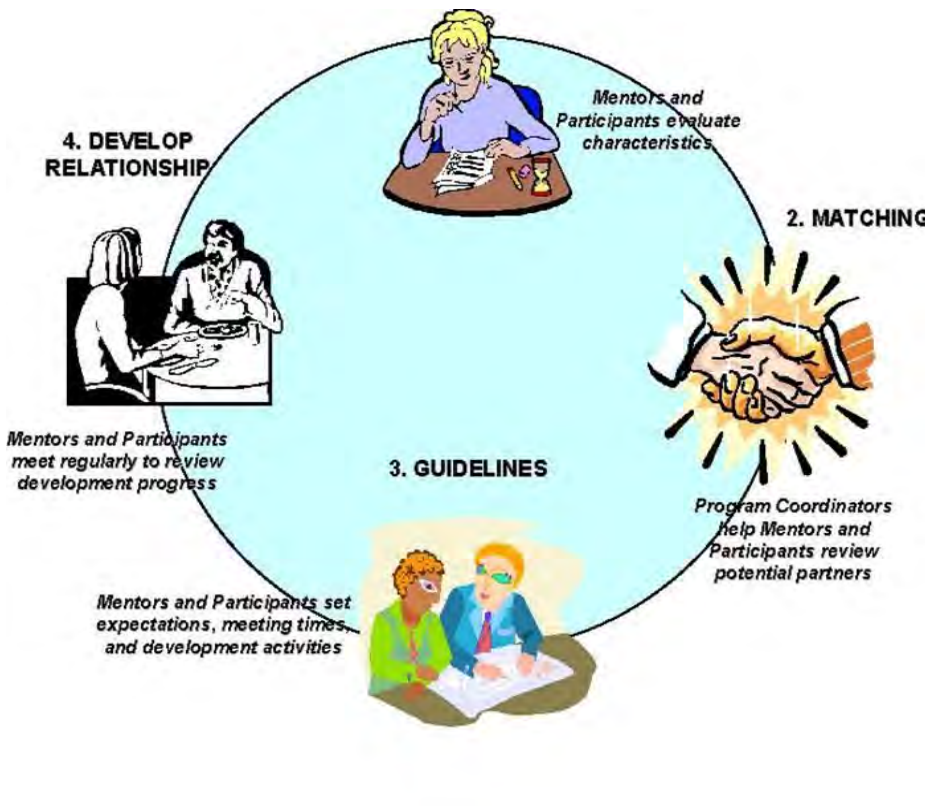 Mentors and
Participants evaluate
characteristics
2. MATCHING
Program Coordinators
help Mentors and
Participants review
potential partners
3. GUIDELINES
Mentors and Participants set
expectations, meeting times,
and development activities
4. DEVELOP
RELATIONSHIP
Mentors and Participants
meet regularly to review
development progress